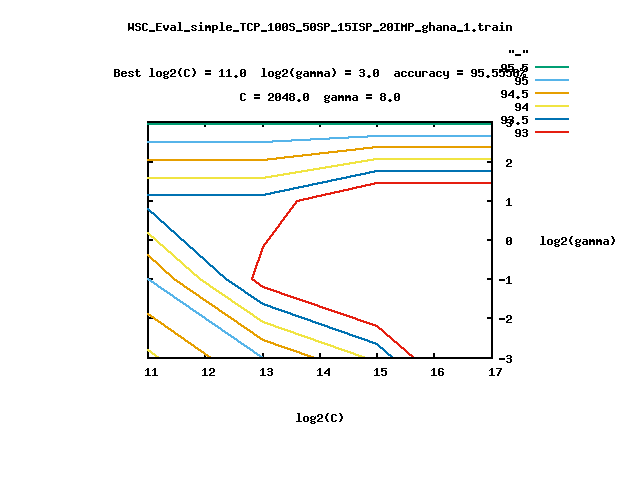 WSC_Eval_simple_TCP_100S_50SP_15ISP_20IMP_ghana_1.train
"-"
Best log2(C) = 11.0  log2(gamma) = 3.0  accuracy = 95.5556%
C = 2048.0  gamma = 8.0
95.5
95
94.5
94
93.5
93
3
2
1
0
-1
-2
-3
log2(gamma)
11 12 13 14 15 16 17
log2(C)